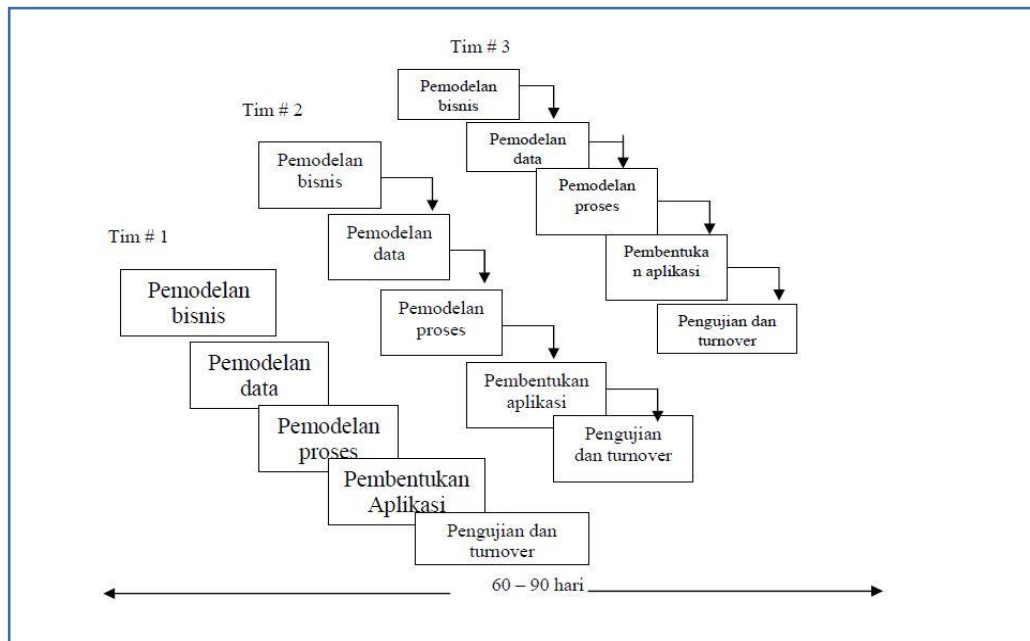 Tim # 3
Pemodelan
bisnis
Pemodelan
data
Pemodelan
proses
Pembentuka
n aplikasi
Pengujian dan
turnover
Tim # 2
Pemodelan
bisnis
Pemodelan
data
Pemodelan
proses
Pembentukan
aplikasi
Pengujian
dan turnover
Tim # 1
Pemodelan
bisnis
Pemodelan
data
Pemodelan
proses
Pembentukan
Aplikasi
Pengujian dan
turnover
60 – 90 hari